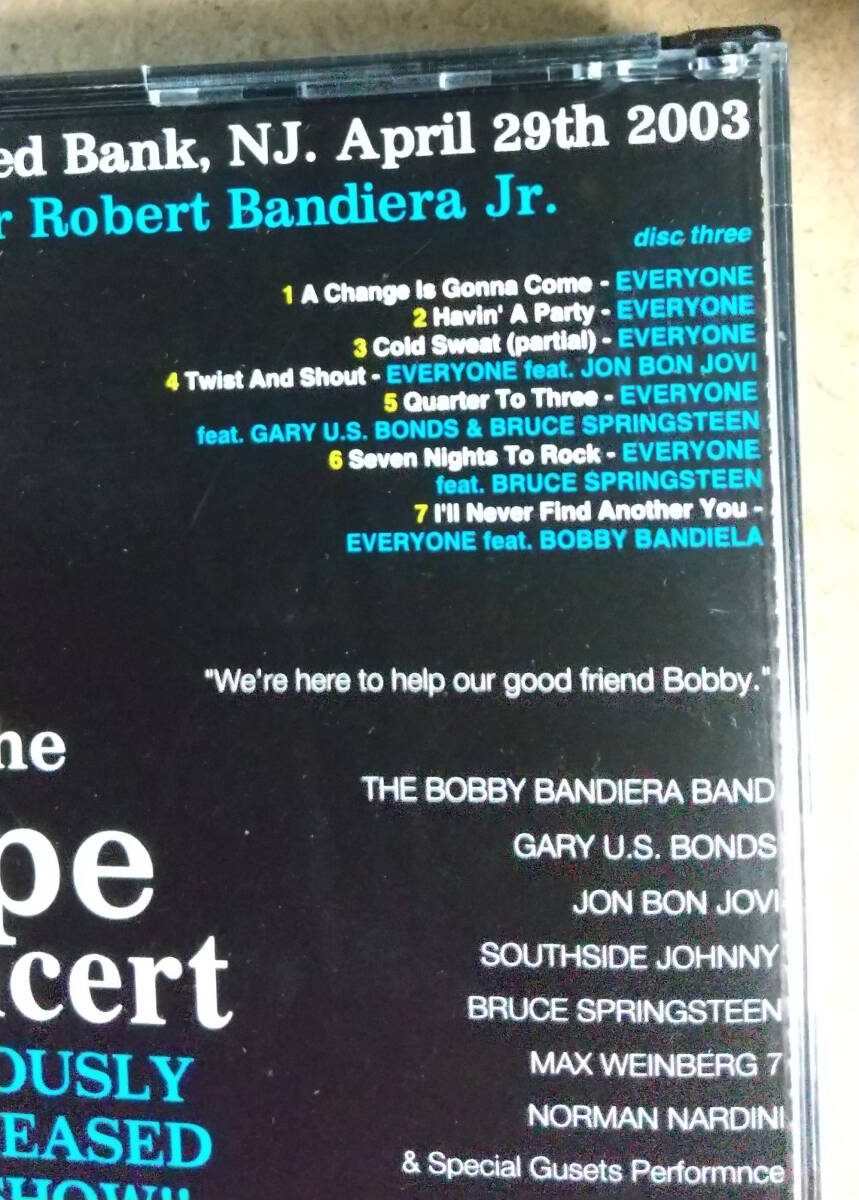 ed Bank, NJ. April 29th 2003
r Robert Bandiera Jr.
disc three
1 A Change Is Gonna Come - EVERYONE
2 Havin' A Party - EVERYONE
3 Cold Sweat (partial) - EVERYONE
4 Twist And Shout - EVERYONE feat. JON BON JOVI
5 Quarter To Three - EVERYONE
feat. GARY U.S. BONDS & BRUCE SPRINGSTEEN
6 Seven Nights To Rock - EVERYONE
feat. BRUCE SPRINGSTEEN
7 I'll Never Find Another You -
EVERYONE feat. BOBBY BANDIELA
"We're here to help our good friend Bobby."
he
pe
cert
OUSLY
EASED
HOW!!
THE BOBBY BANDIERA BAND
GARY U.S. BONDS
JON BON JOVI
SOUTHSIDE JOHNNY
BRUCE SPRINGSTEEN
MAX WEINBERG 7
NORMAN NARDINI
& Special Gusets Performnce